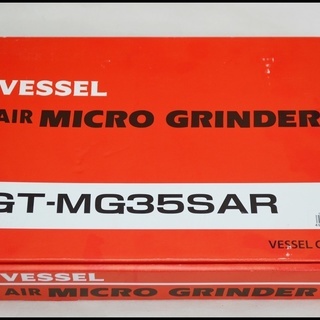 VESSEL
AIR MICRO GRINDER
GT-MG35SAR
VESSEL C
VESSEL
AIR MICRO GRINDER